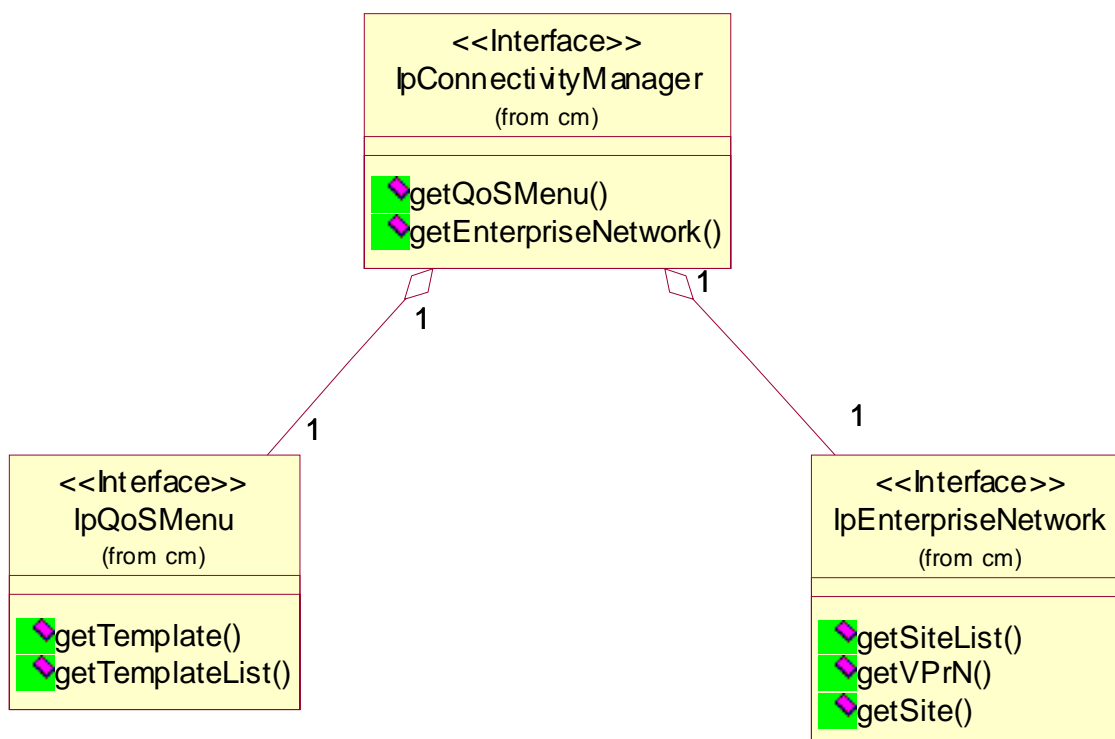 <<Interface>>
IpConnectivityManager
(from cm)
getQoSMenu()
getEnterpriseNetwork()
1
1
1
1
<<Interface>>
IpQoSMenu
(from cm)
getTemplate()
getTemplateList()
<<Interface>>
IpEnterpriseNetwork
(from cm)
getSiteList()
getVPrN()
getSite()